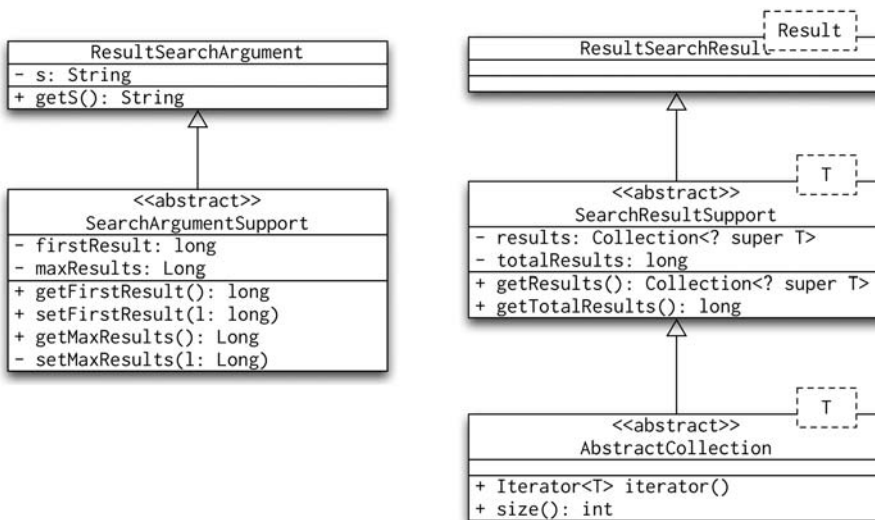 ResultSearchArgument
- s: String
+ getS(): String
<<abstract>>
SearchArgumentSupport
- firstResult: long
- maxResults: Long
+ getFirstResult(): long
+ setFirstResult(l: long)
+ getMaxResults(): Long
- setMaxResults(l: Long)
Result
ResultSearchResult
T
<<abstract>>
SearchResultSupport
- results: Collection<? super T>
- totalResults: long
+ getResults(): Collection<? super T>
+ getTotalResults(): long
T
<<abstract>>
AbstractCollection
+ Iterator<T> iterator()
+ size(): int